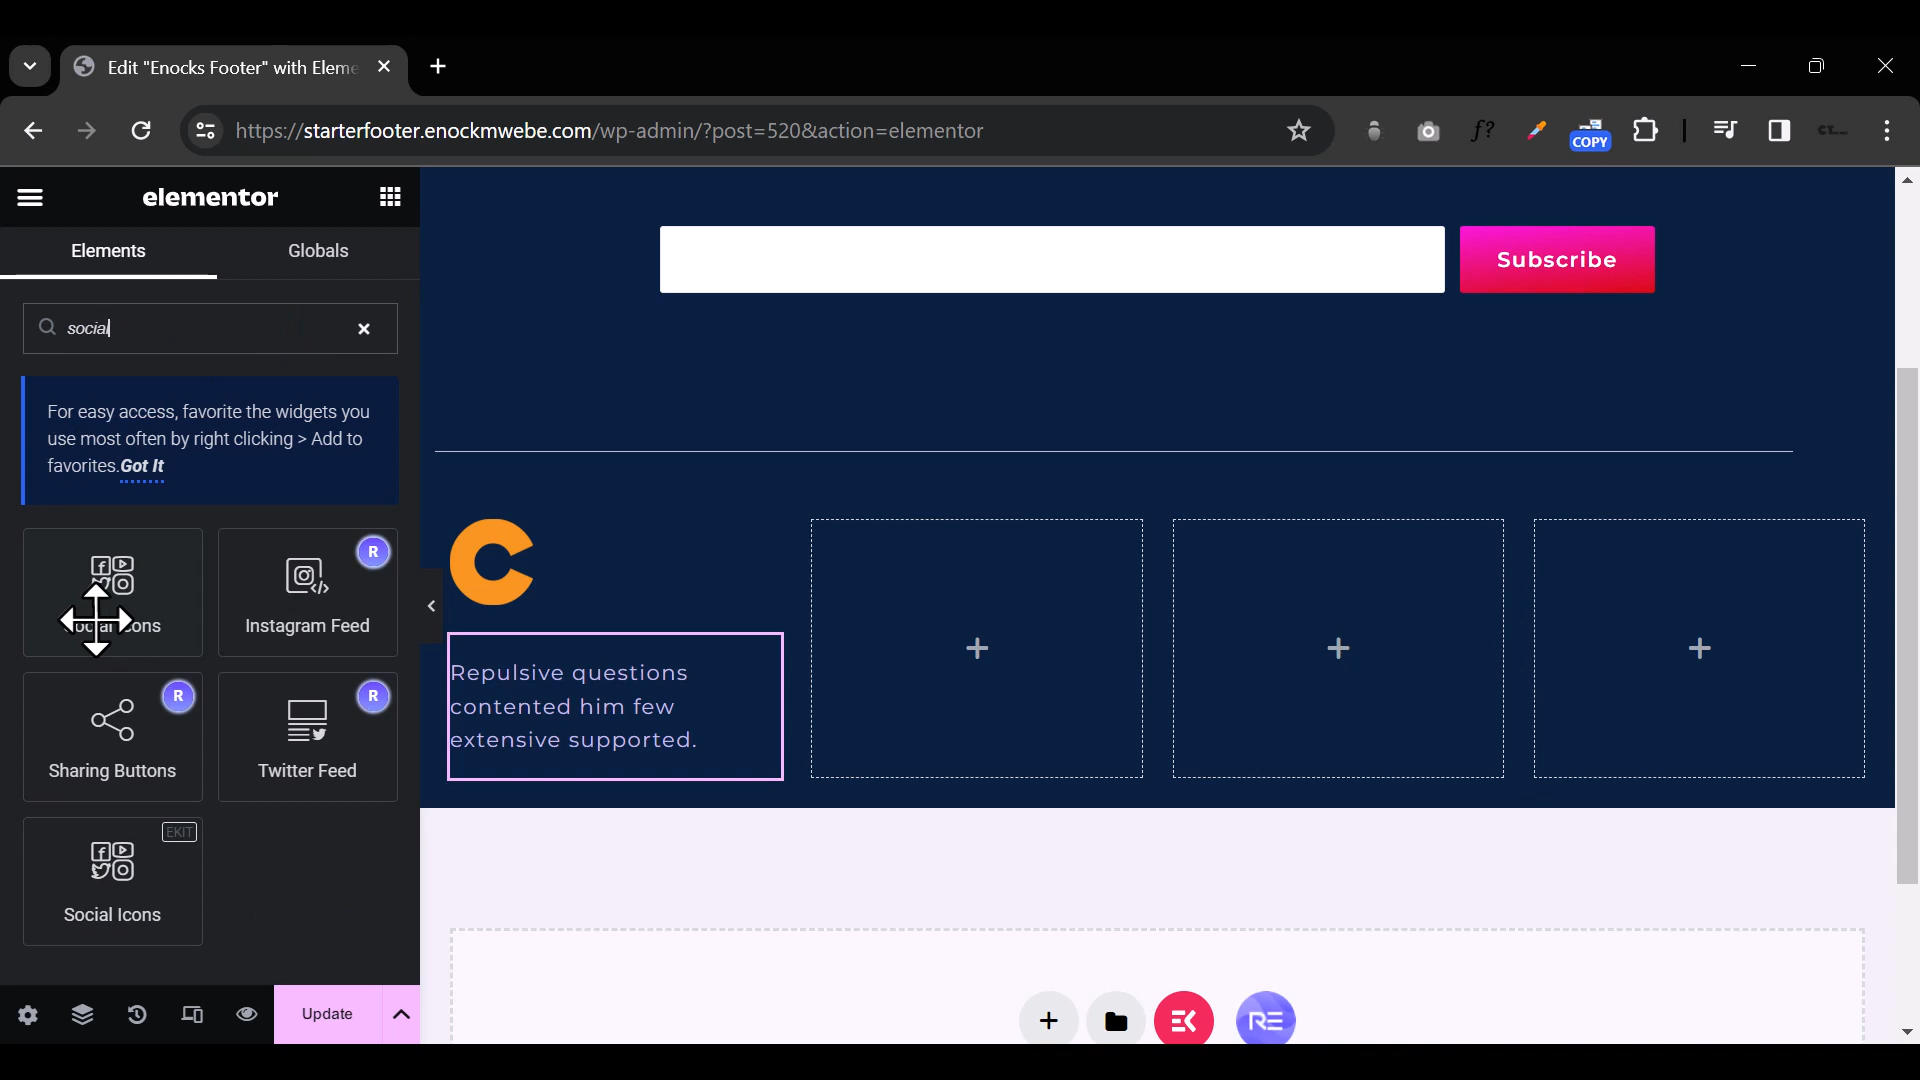 Edit "Enocks Footer" with Eleme
https://starterfooter.enockmwebe.com/wp-admin/?post=520&action=elementor
f?
COPY
elementor
Elements
Globals
social
For easy access, favorite the widgets you
use most often by right clicking > Add to
favorites.Got It
Subscribe
R
Icons
Instagram Feed
R
R
Sharing Buttons
Twitter Feed
EKIT
Social Icons
Repulsive questions
contented him few
extensive supported.
Update
RE